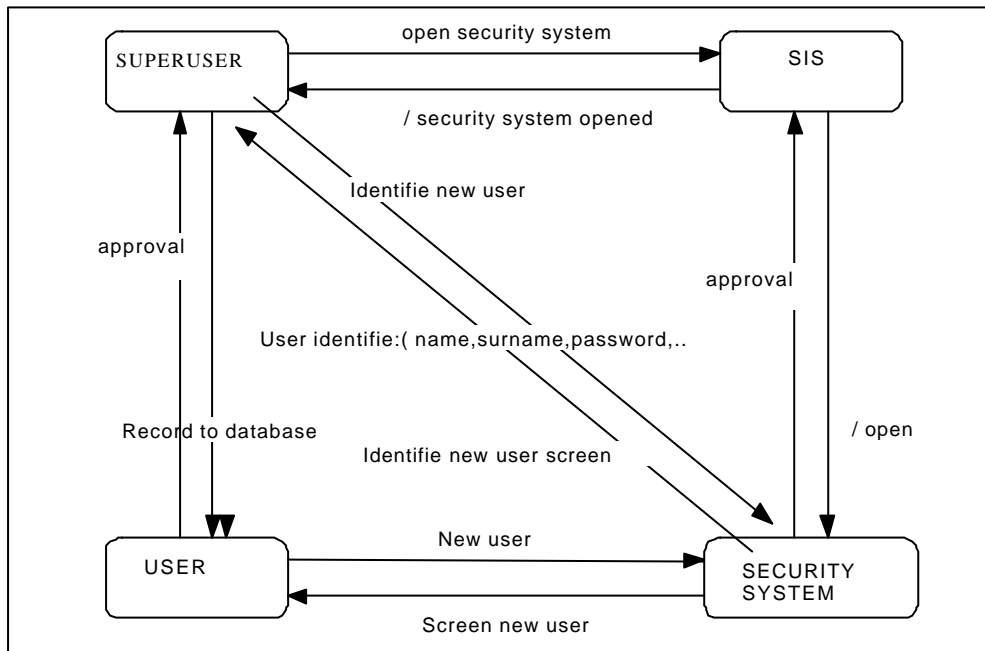 open security system
SUPERUSER
SIS
/ security system opened
Identifie new user
approval
approval
User identifie:( name,surname,password,..
Record to database
/ open
Identifie new user screen
New user
USER
SECURITY
SYSTEM
Screen new user